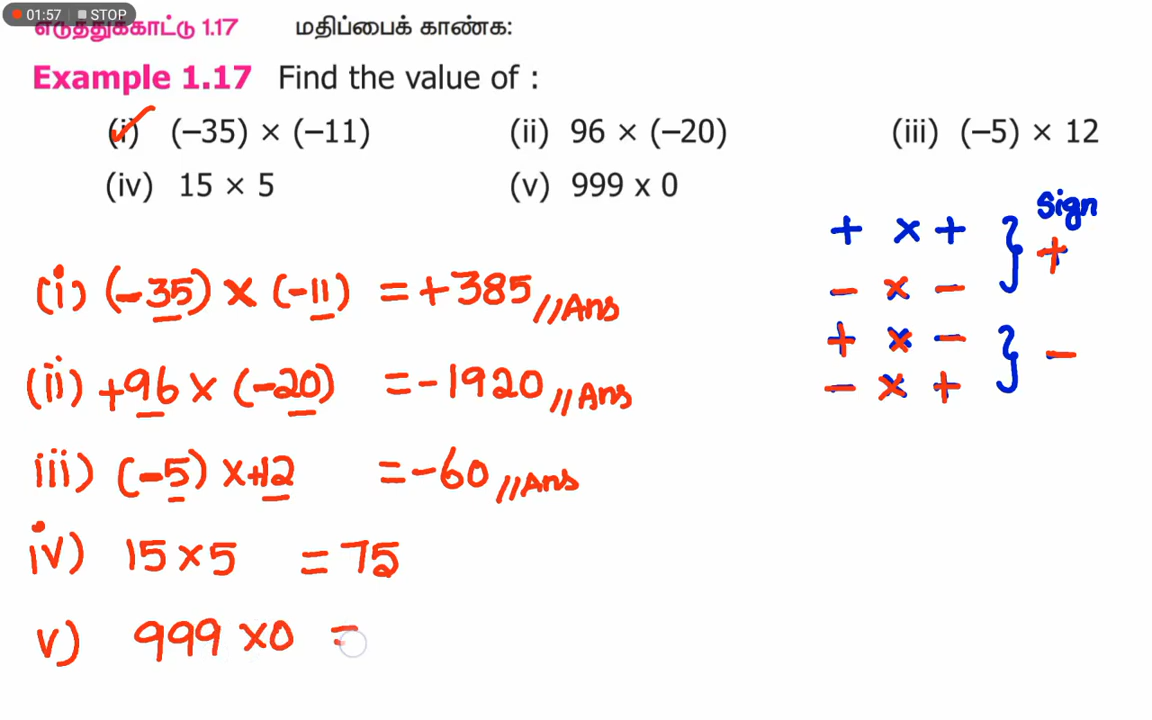 01:57 STOP
எடுத்துக்காட்டு 1.17 மதிப்பைக் காண்க:
Example 1.17 Find the value of :
(i) (–35) × (–11) (ii) 96 × (–20) (iii) (–5) × 12
(iv) 15 × 5 (v) 999 x 0
Sign
+ × + } +
- × -
+ × - } -
- × +
(i) (-35) × (-11) = +385 //Ans
(ii) +96 × (-20) = -1920 //Ans
iii) (-5) × +12 = -60 //Ans
iv) 15 × 5 = 75
v) 999 × 0 =